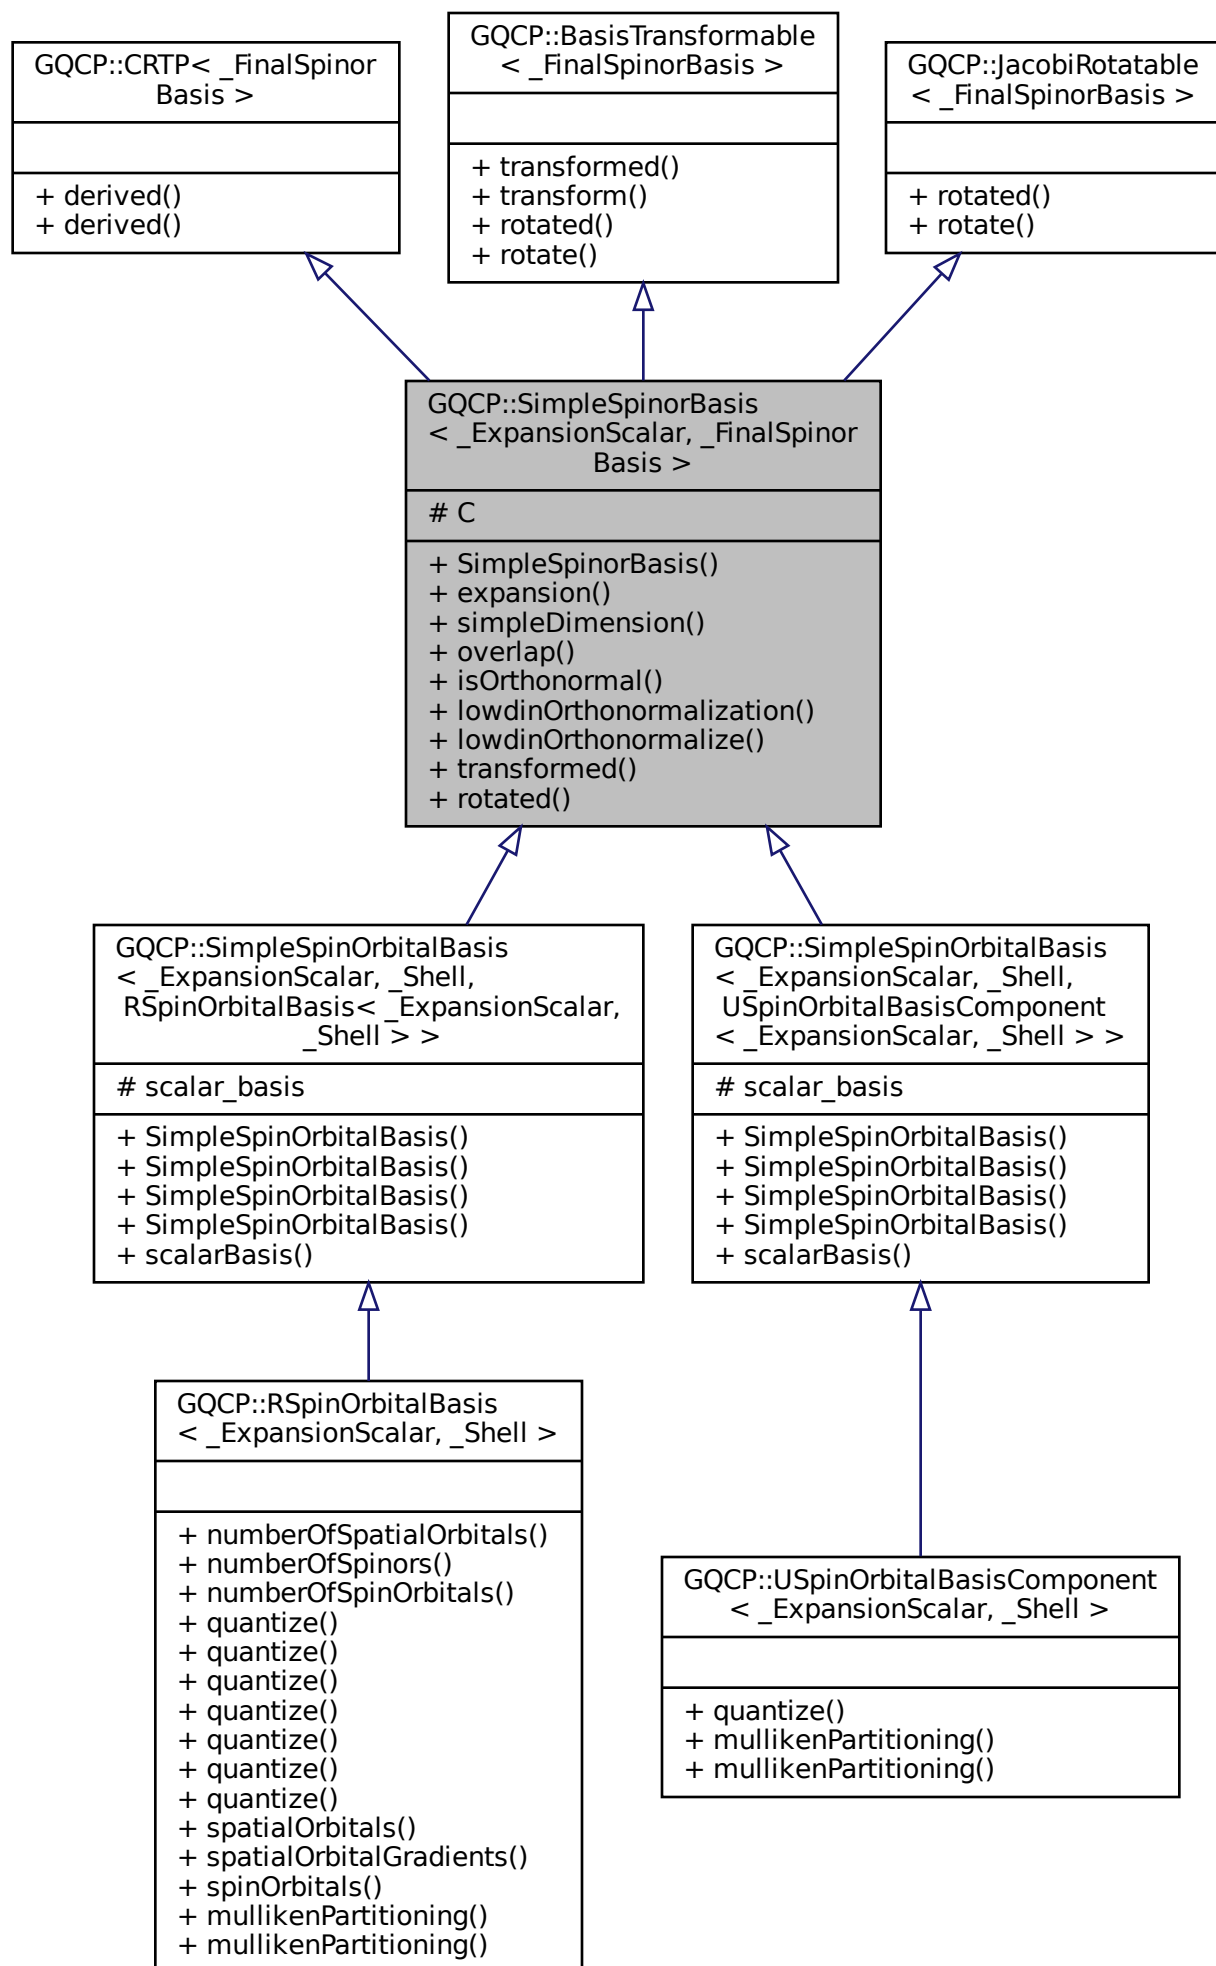 GQCP::CRTP< _FinalSpinor
Basis >
+ derived()
+ derived()
GQCP::BasisTransformable
< _FinalSpinorBasis >
+ transformed()
+ transform()
+ rotated()
+ rotate()
GQCP::JacobiRotatable
< _FinalSpinorBasis >
+ rotated()
+ rotate()
GQCP::SimpleSpinorBasis
< _ExpansionScalar, _FinalSpinor
Basis >
# C
+ SimpleSpinorBasis()
+ expansion()
+ simpleDimension()
+ overlap()
+ isOrthonormal()
+ lowdinOrthonormalization()
+ lowdinOrthonormalize()
+ transformed()
+ rotated()
GQCP::SimpleSpinOrbitalBasis
< _ExpansionScalar, _Shell,
RSpinOrbitalBasis< _ExpansionScalar,
_Shell > >
# scalar_basis
+ SimpleSpinOrbitalBasis()
+ SimpleSpinOrbitalBasis()
+ SimpleSpinOrbitalBasis()
+ SimpleSpinOrbitalBasis()
+ scalarBasis()
GQCP::SimpleSpinOrbitalBasis
< _ExpansionScalar, _Shell,
USpinOrbitalBasisComponent
< _ExpansionScalar, _Shell > >
# scalar_basis
+ SimpleSpinOrbitalBasis()
+ SimpleSpinOrbitalBasis()
+ SimpleSpinOrbitalBasis()
+ SimpleSpinOrbitalBasis()
+ scalarBasis()
GQCP::RSpinOrbitalBasis
< _ExpansionScalar, _Shell >
+ numberOfSpatialOrbitals()
+ numberOfSpinors()
+ numberOfSpinOrbitals()
+ quantize()
+ quantize()
+ quantize()
+ quantize()
+ quantize()
+ quantize()
+ quantize()
+ spatialOrbitals()
+ spatialOrbitalGradients()
+ spinOrbitals()
+ mullikenPartitioning()
+ mullikenPartitioning()
GQCP::USpinOrbitalBasisComponent
< _ExpansionScalar, _Shell >
+ quantize()
+ mullikenPartitioning()
+ mullikenPartitioning()